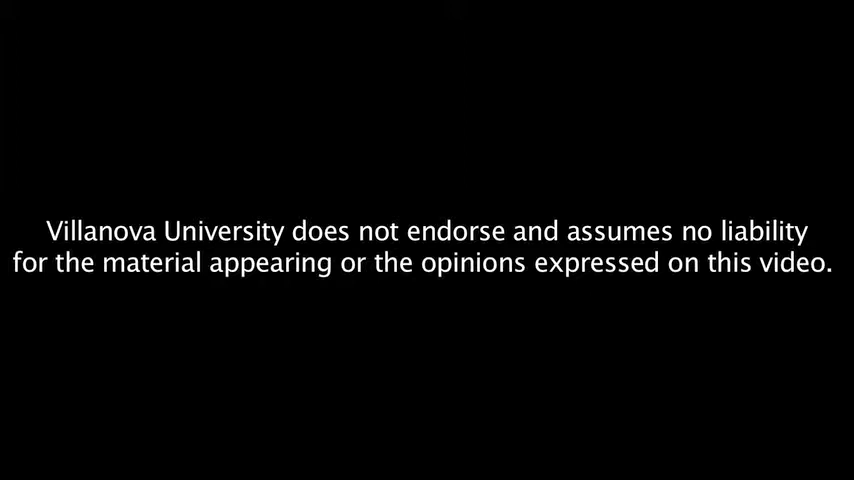 Villanova University does not endorse and assumes no liability
for the material appearing or the opinions expressed on this video.